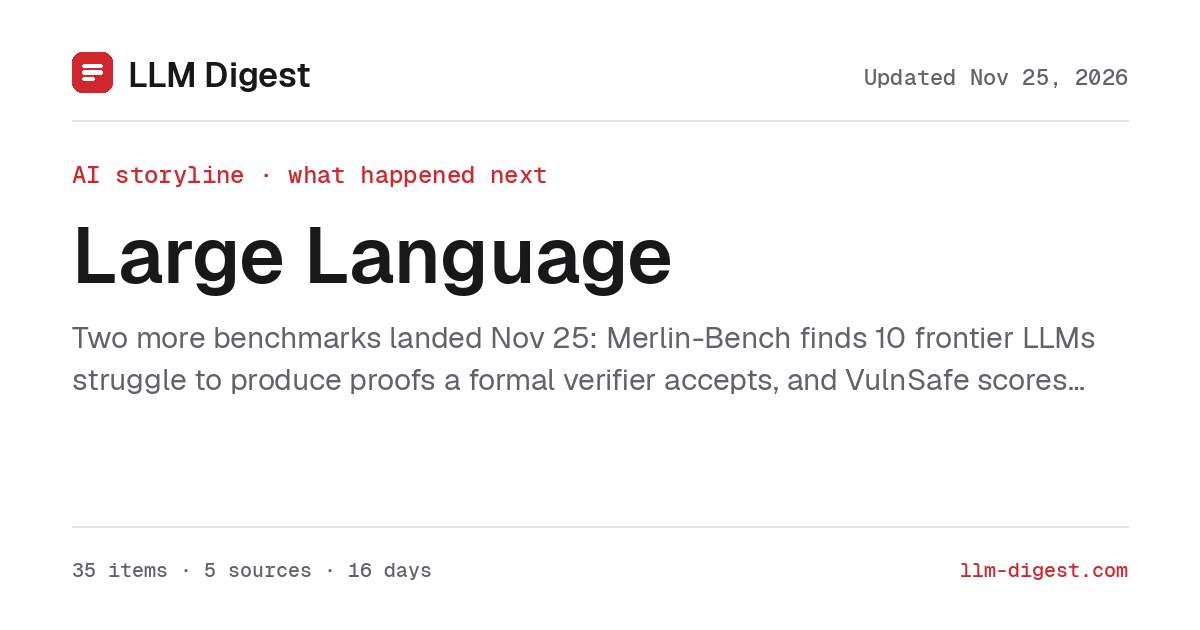 LLM Digest
Updated Nov 25, 2026
AI storyline · what happened next
Large Language
Two more benchmarks landed Nov 25: Merlin-Bench finds 10 frontier LLMs
struggle to produce proofs a formal verifier accepts, and VulnSafe scores…
35 items · 5 sources · 16 days
llm-digest.com